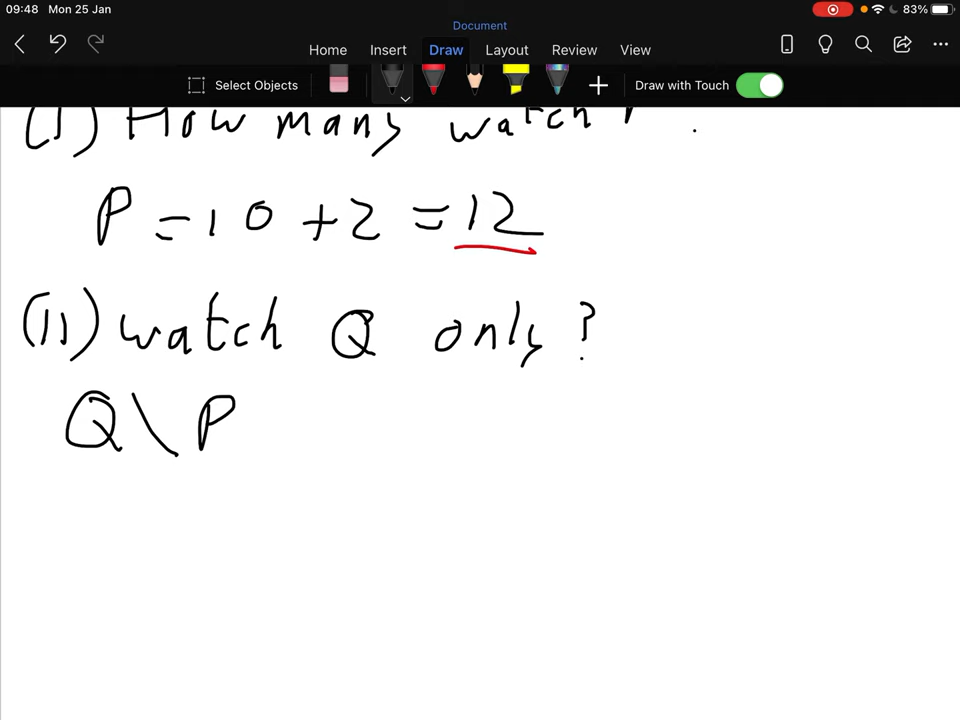 09:48 Mon 25 Jan 83%
Document
Home Insert Draw Layout Review View
Select Objects Draw with Touch
(I) How many watch
P = 10 + 2 = 12
(II) watch Q only?
Q \ P